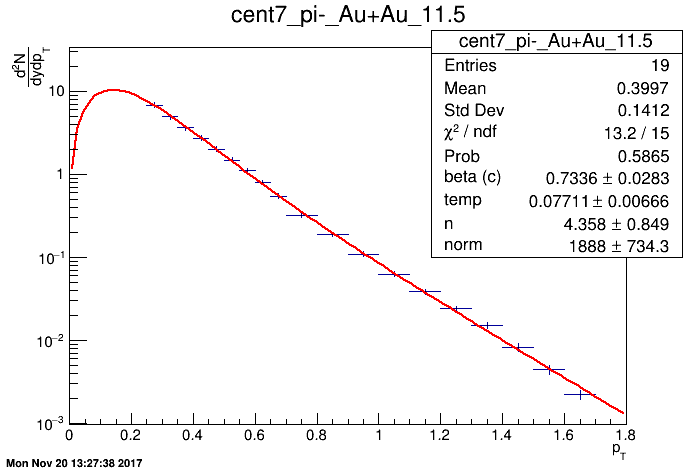 cent7_pi-_Au+Au_11.5
d²N
dydp_T
cent7_pi-_Au+Au_11.5
Entries 19
Mean 0.3997
Std Dev 0.1412
χ² / ndf 13.2 / 15
Prob 0.5865
beta (c) 0.7336 ± 0.0283
temp 0.07711 ± 0.00666
n 4.358 ± 0.849
norm 1888 ± 734.3
10
1
10⁻¹
10⁻²
10⁻³
0 0.2 0.4 0.6 0.8 1 1.2 1.4 1.6 1.8
p_T
Mon Nov 20 13:27:38 2017